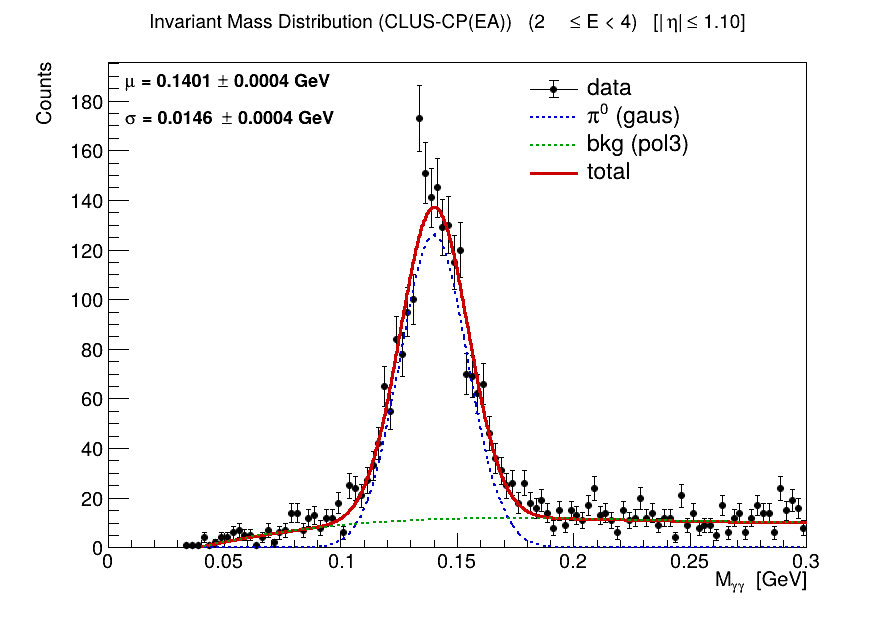 Invariant Mass Distribution (CLUS-CP(EA)) (2 ≤ E < 4) [|η| ≤ 1.10]
Counts
μ = 0.1401 ± 0.0004 GeV
σ = 0.0146 ± 0.0004 GeV
data
π⁰ (gaus)
bkg (pol3)
total
180
160
140
120
100
80
60
40
20
0
0 0.05 0.1 0.15 0.2 0.25 0.3
Mγγ [GeV]